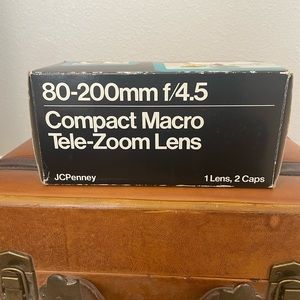 80-200mm f/4.5
Compact Macro
Tele-Zoom Lens
JCPenney 1 Lens, 2 Caps